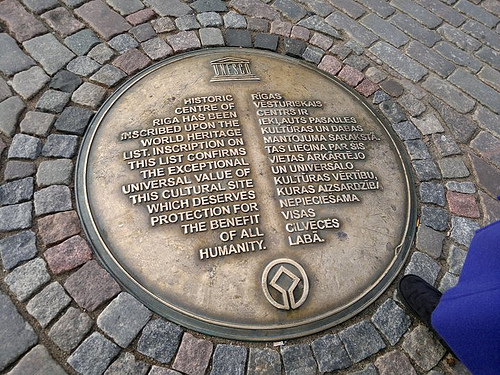 UNESCO
HISTORIC
CENTRE OF
RIGA HAS BEEN
INSCRIBED UPON THE
WORLD HERITAGE
LIST. INSCRIPTION ON
THIS LIST CONFIRMS
THE EXCEPTIONAL
UNIVERSAL VALUE OF
THIS CULTURAL SITE
WHICH DESERVES
PROTECTION FOR
THE BENEFIT
OF ALL
HUMANITY.
RĪGAS
VĒSTURISKAIS
CENTRS IR
IEKĻAUTS PASAULES
KULTŪRAS UN DABAS
MANTOJUMA SARAKSTĀ.
TAS LIECINA PAR ŠĪS
VIETAS ĀRKĀRTĒJO
UN UNIVERSĀLO
KULTŪRAS VĒRTĪBU,
KURAS AIZSARDZĪBA
NEPIECIEŠAMA
VISAS
CILVĒCES
LABĀ.